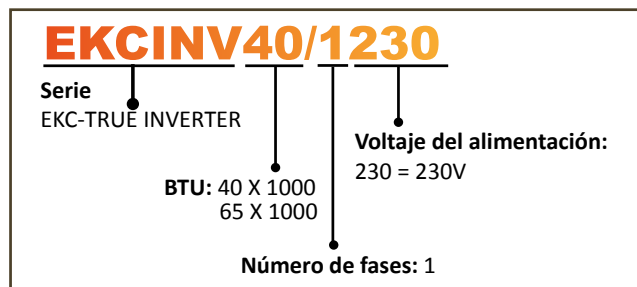 EKCINV40/1230
Serie
EKC-TRUE INVERTER
Voltaje del alimentación:
230 = 230V
BTU: 40 X 1000
65 X 1000
Número de fases: 1